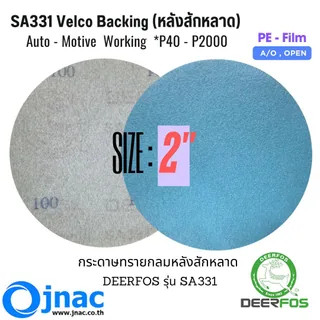 SA331 Velco Backing (หลังสักหลาด)
Auto - Motive Working *P40 - P2000
PE - Film
A/O , OPEN
100
SIZE : 2"
100
กระดาษทรายกลมหลังสักหลาด
DEERFOS รุ่น SA331
jnac
www.jnac.co.th
DEERFOS